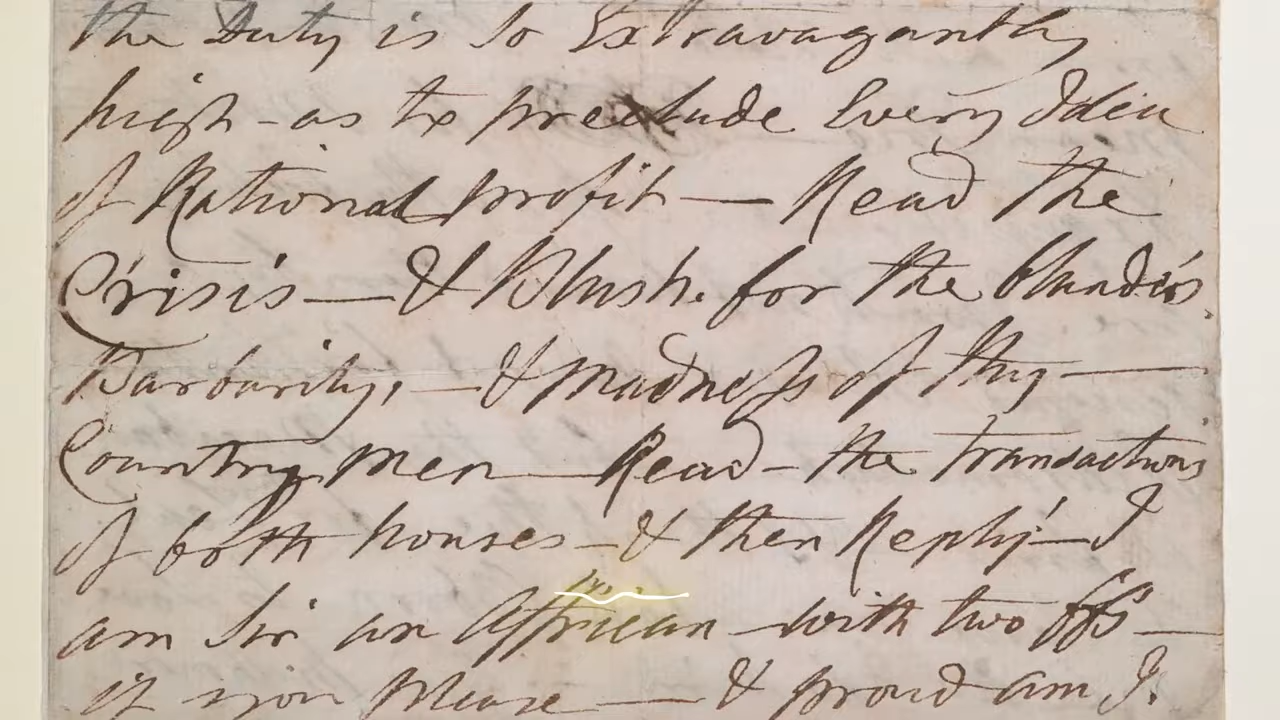 the Duty is so Extravagantly
high - as to preclude Every Idea
of Rational profit — Read the
Crisis — & Blush. for the blunders.
Barbarity, — & madness of thy —
Country men — Read - the transactions
of both houses — & then Reply — I
am Sir an Affrican — with two ffs —
if you please — & proud am I.